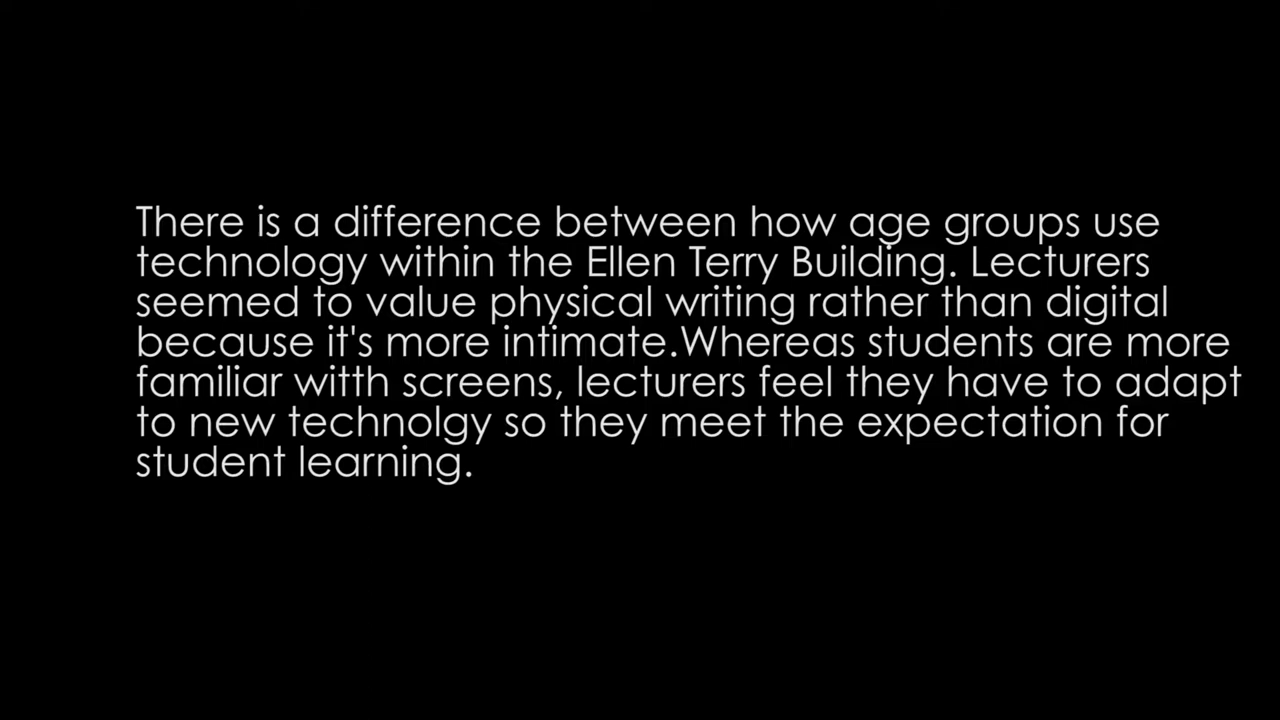 There is a difference between how age groups use
technology within the Ellen Terry Building. Lecturers
seemed to value physical writing rather than digital
because it's more intimate.Whereas students are more
familiar witth screens, lecturers feel they have to adapt
to new technolgy so they meet the expectation for
student learning.